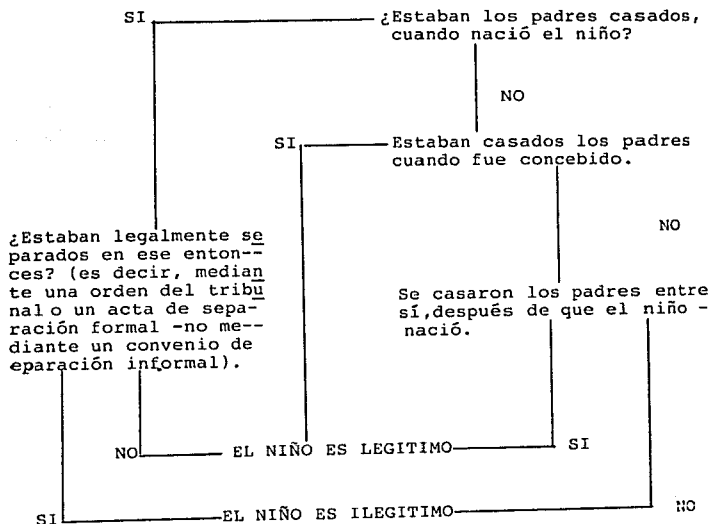 SI
¿Estaban los padres casados,
cuando nació el niño?
NO
SI
Estaban casados los padres
cuando fue concebido.
NO
¿Estaban legalmente se
parados en ese enton--
ces? (es decir, median
te una orden del tribu
nal o un acta de sepa-
ración formal -no me--
diante un convenio de
eparación informal).
Se casaron los padres entre
sí,después de que el niño -
nació.
NO EL NIÑO ES LEGITIMO SI
SI EL NIÑO ES ILEGITIMO NO